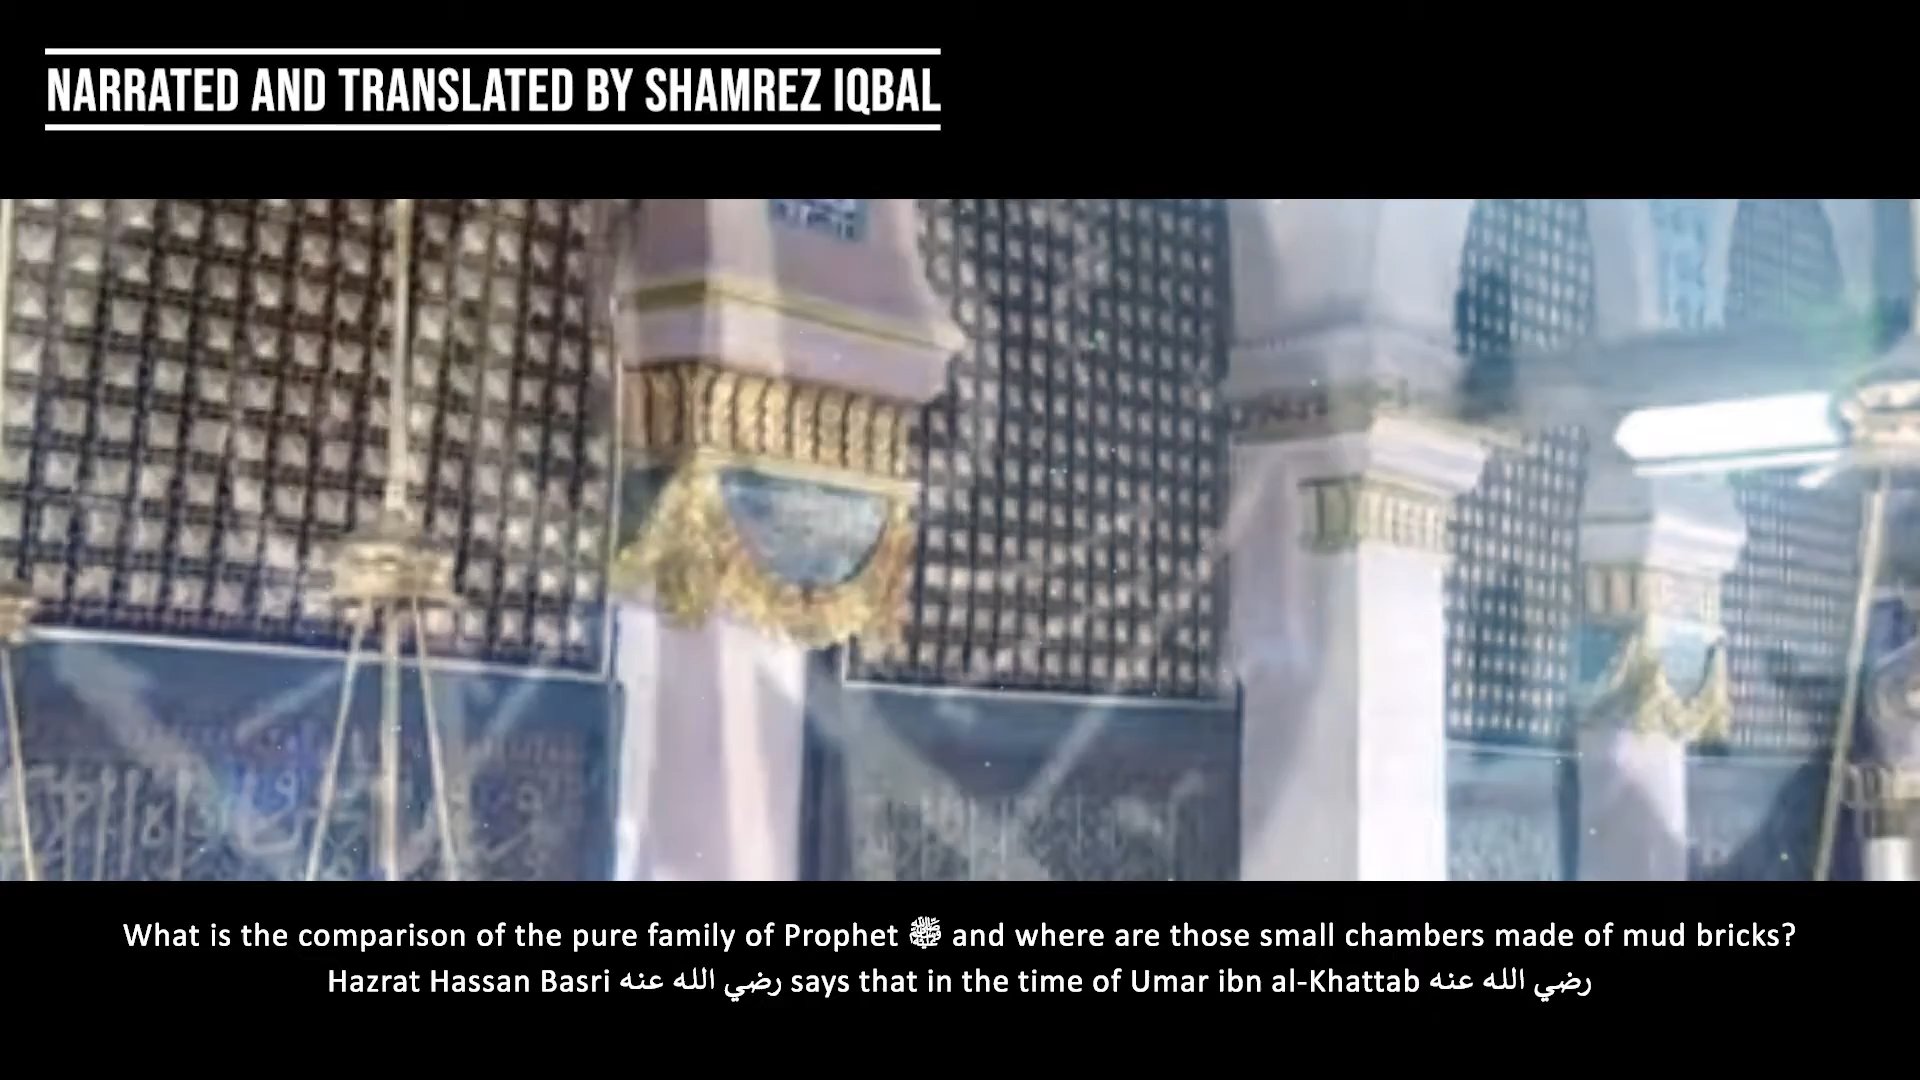 NARRATED AND TRANSLATED BY SHAMREZ IQBAL
What is the comparison of the pure family of Prophet ﷺ and where are those small chambers made of mud bricks?
Hazrat Hassan Basri رضي الله عنه says that in the time of Umar ibn al-Khattab رضي الله عنه